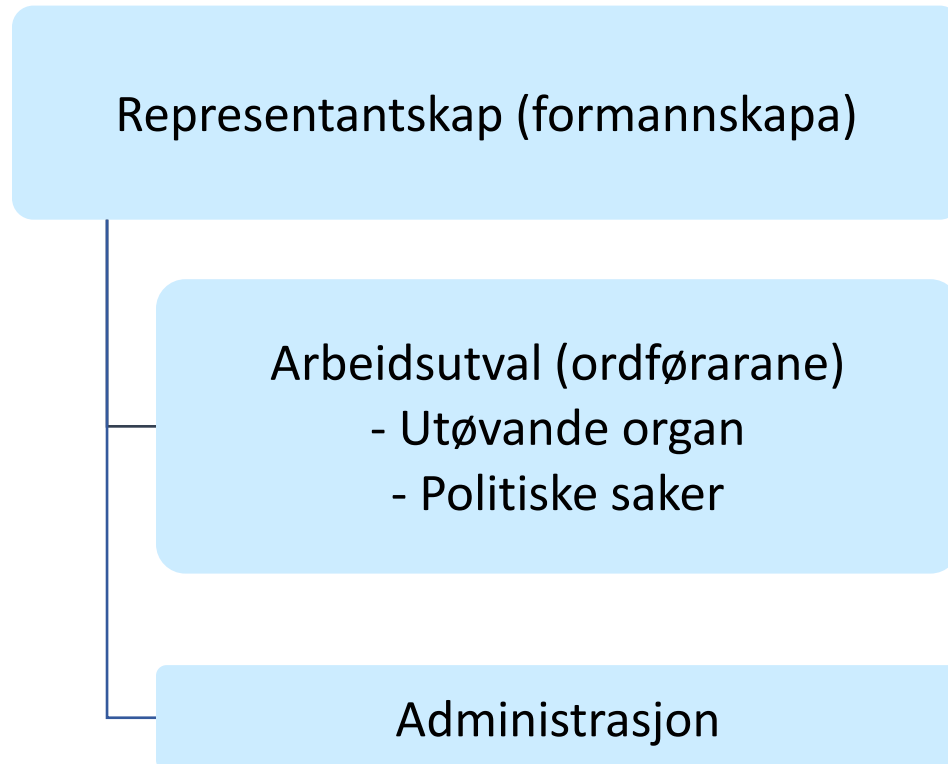 Representantskap (formannskapa)
Arbeidsutval (ordførarane)
- Utøvande organ
- Politiske saker
Administrasjon